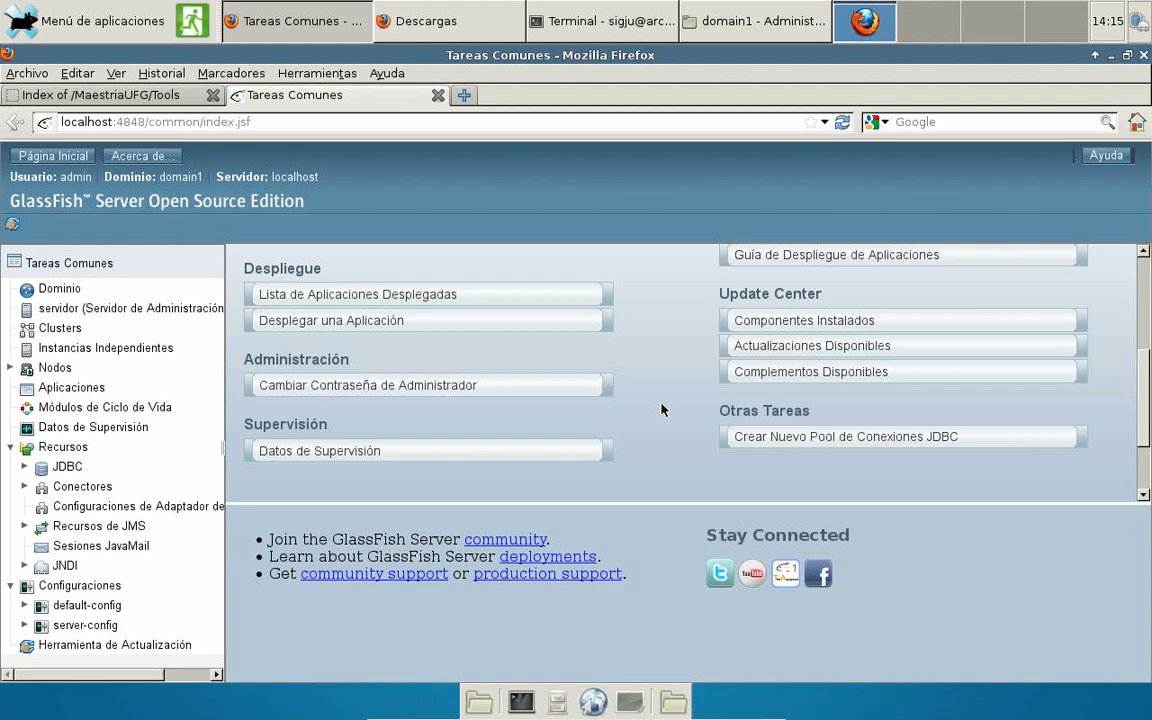 Menú de aplicaciones
Tareas Comunes - ...
Descargas
Terminal - sigju@arc...
domain1 - Administ...
14:15
Tareas Comunes - Mozilla Firefox
Archivo Editar Ver Historial Marcadores Herramientas Ayuda
Index of /MaestriaUFG/Tools
Tareas Comunes
localhost:4848/common/index.jsf
Google
Página Inicial
Acerca de...
Ayuda
Usuario: admin Dominio: domain1 Servidor: localhost
GlassFish™ Server Open Source Edition
Tareas Comunes
Dominio
servidor (Servidor de Administración
Clusters
Instancias Independientes
Nodos
Aplicaciones
Módulos de Ciclo de Vida
Datos de Supervisión
Recursos
JDBC
Conectores
Configuraciones de Adaptador de
Recursos de JMS
Sesiones JavaMail
JNDI
Configuraciones
default-config
server-config
Herramienta de Actualización
Despliegue
Lista de Aplicaciones Desplegadas
Desplegar una Aplicación
Administración
Cambiar Contraseña de Administrador
Supervisión
Datos de Supervisión
Guía de Despliegue de Aplicaciones
Update Center
Componentes Instalados
Actualizaciones Disponibles
Complementos Disponibles
Otras Tareas
Crear Nuevo Pool de Conexiones JDBC
• Join the GlassFish Server community.
• Learn about GlassFish Server deployments.
• Get community support or production support.
Stay Connected